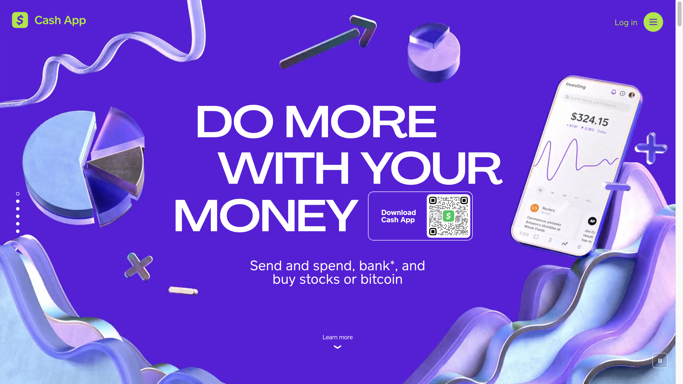 Cash App
Log in
DO MORE
WITH YOUR
MONEY
Download
Cash App
Send and spend, bank*, and
buy stocks or bitcoin
Learn more
Investing
$324.15
Today